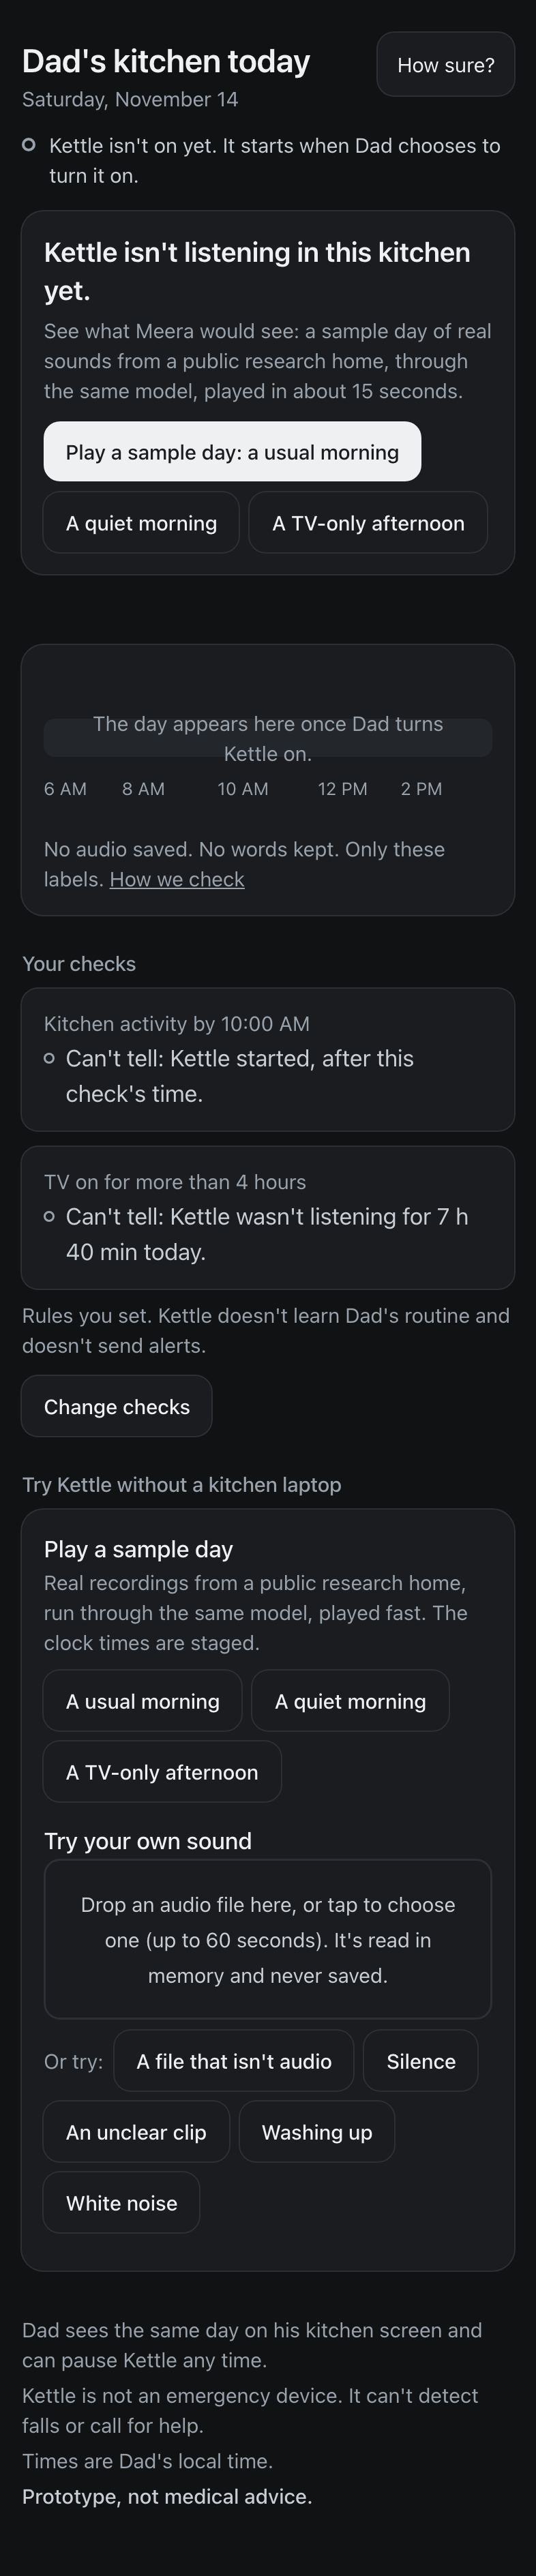 Dad's kitchen today
How sure?
Saturday, November 14
Kettle isn't on yet. It starts when Dad chooses to
turn it on.
Kettle isn't listening in this kitchen
yet.
See what Meera would see: a sample day of real
sounds from a public research home, through
the same model, played in about 15 seconds.
Play a sample day: a usual morning
A quiet morning
A TV-only afternoon
The day appears here once Dad turns
Kettle on.
6 AM 8 AM 10 AM 12 PM 2 PM
No audio saved. No words kept. Only these
labels. How we check
Your checks
Kitchen activity by 10:00 AM
Can't tell: Kettle started, after this
check's time.
TV on for more than 4 hours
Can't tell: Kettle wasn't listening for 7 h
40 min today.
Rules you set. Kettle doesn't learn Dad's routine and
doesn't send alerts.
Change checks
Try Kettle without a kitchen laptop
Play a sample day
Real recordings from a public research home,
run through the same model, played fast. The
clock times are staged.
A usual morning
A quiet morning
A TV-only afternoon
Try your own sound
Drop an audio file here, or tap to choose
one (up to 60 seconds). It's read in
memory and never saved.
Or try:
A file that isn't audio
Silence
An unclear clip
Washing up
White noise
Dad sees the same day on his kitchen screen and
can pause Kettle any time.
Kettle is not an emergency device. It can't detect
falls or call for help.
Times are Dad's local time.
Prototype, not medical advice.